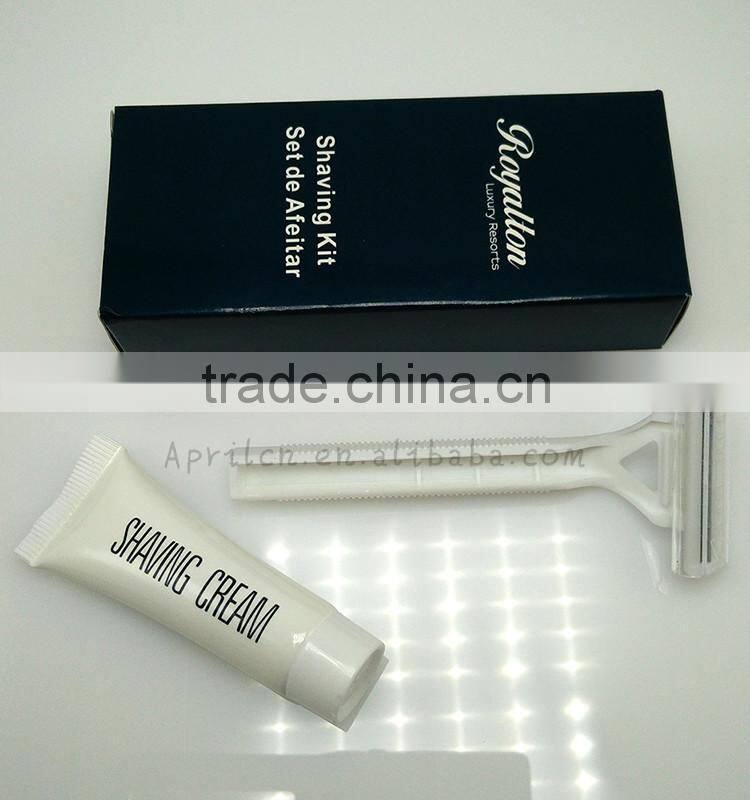 Royalton
Luxury Resorts
Shaving Kit
Set de Afeitar
trade.china.cn
Aprilcn.en.alibaba.com
SHAVING CREAM